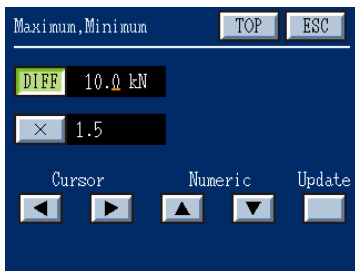 Maximum,Minimum TOP ESC
DIFF 10.0 kN
× 1.5
Cursor Numeric Update
◀ ▶ ▲ ▼